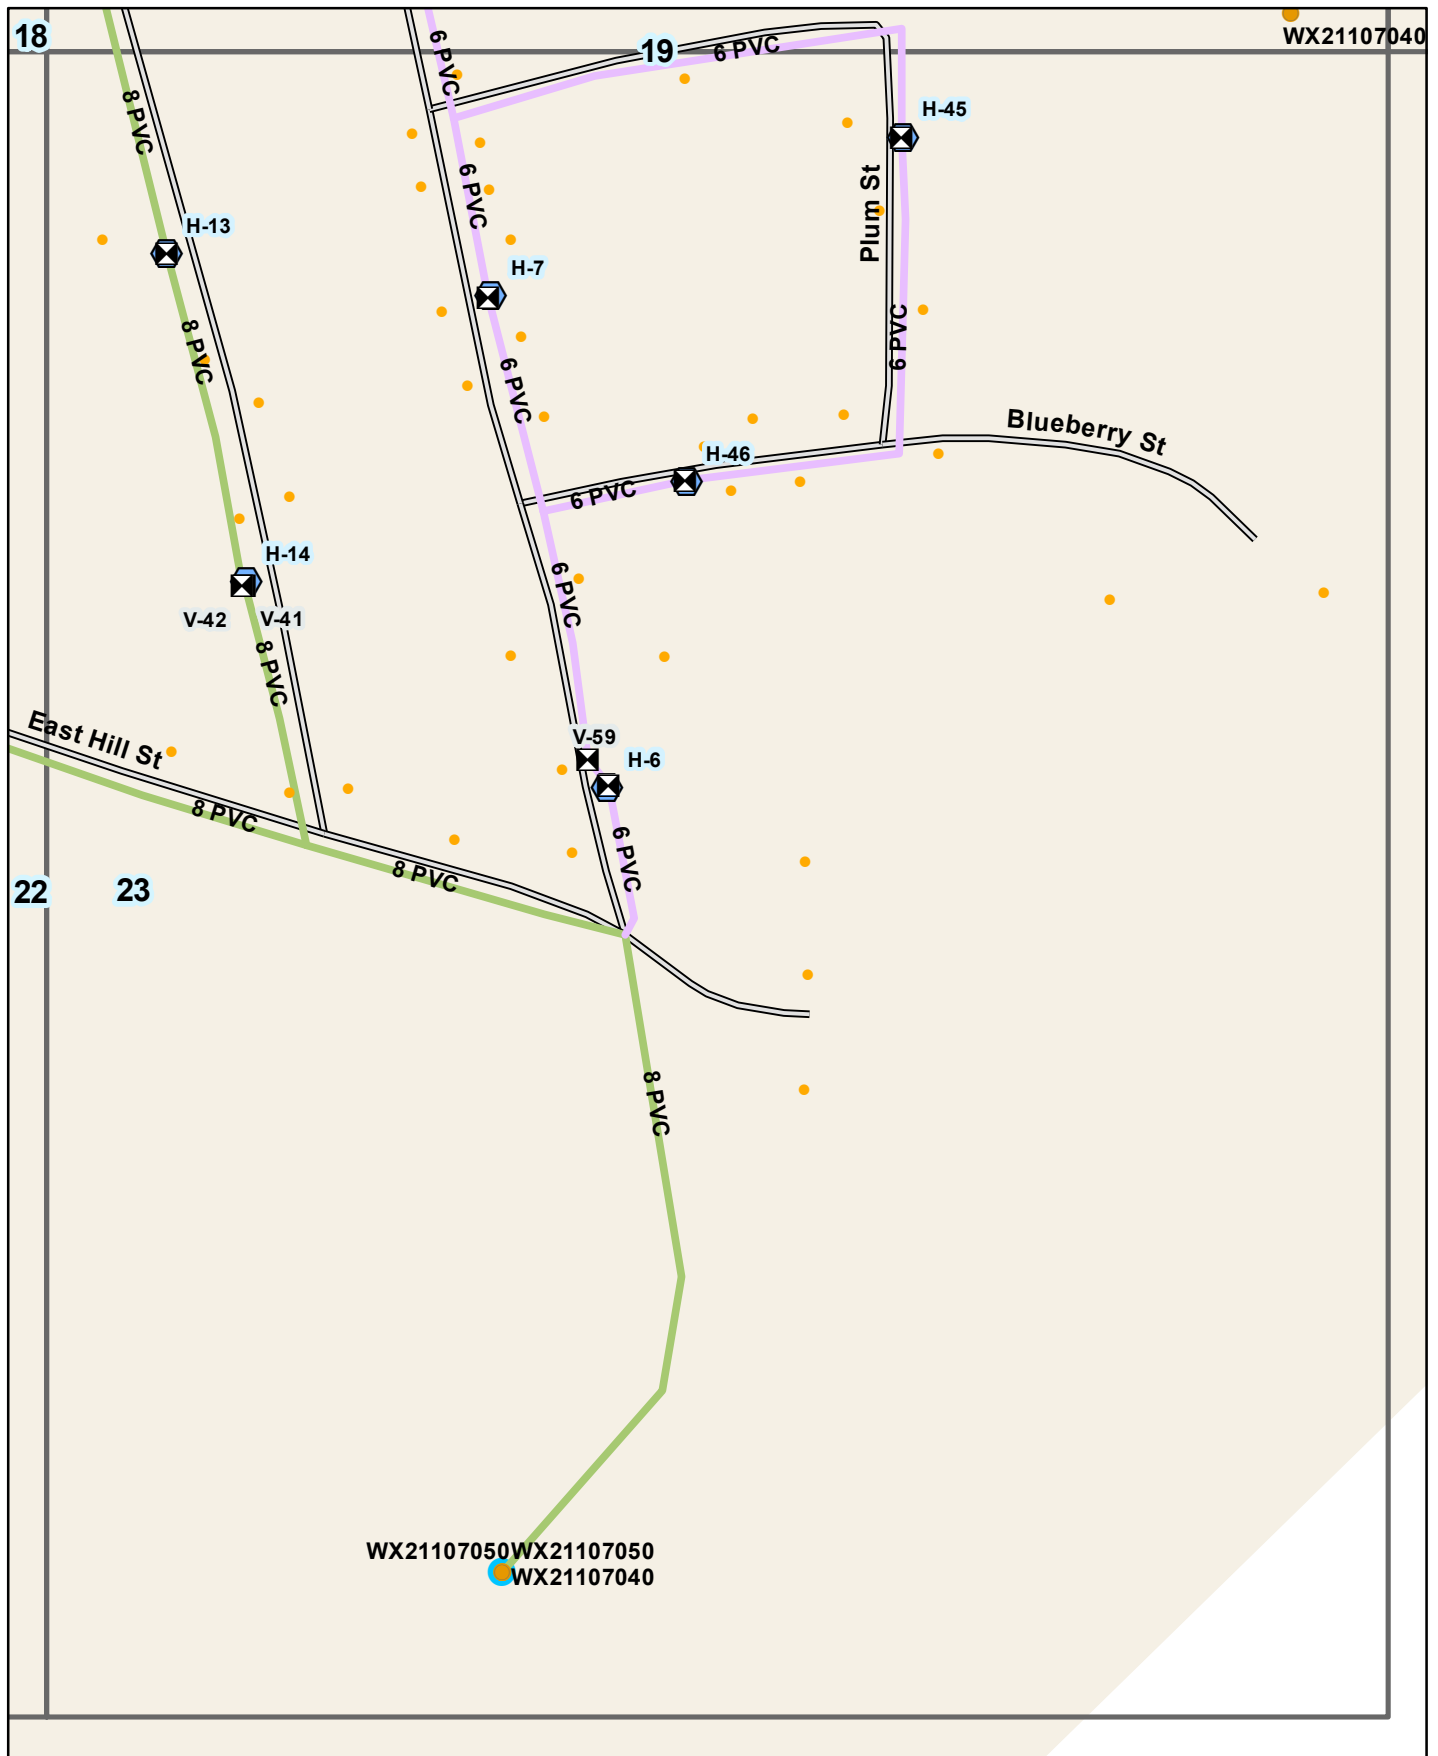 18
19
WX21107040
6 PVC
6 PVC
8 PVC
H-45
6 PVC
Plum St
H-13
H-7
8 PVC
6 PVC
6 PVC
Blueberry St
H-46
6 PVC
H-14
6 PVC
V-42
V-41
8 PVC
East Hill St
V-59
H-6
8 PVC
6 PVC
8 PVC
22
23
8 PVC
WX21107050
WX21107050
WX21107040